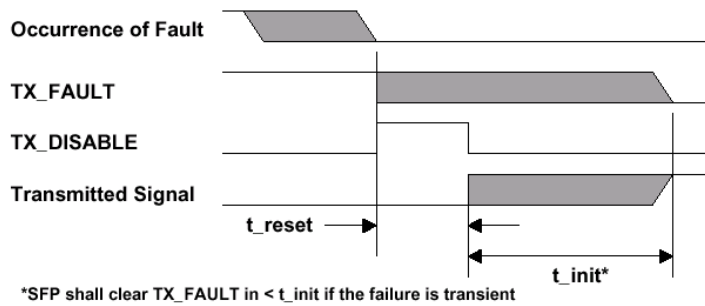 Occurrence of Fault
TX_FAULT
TX_DISABLE
Transmitted Signal
t_reset
t_init*
*SFP shall clear TX_FAULT in < t_init if the failure is transient